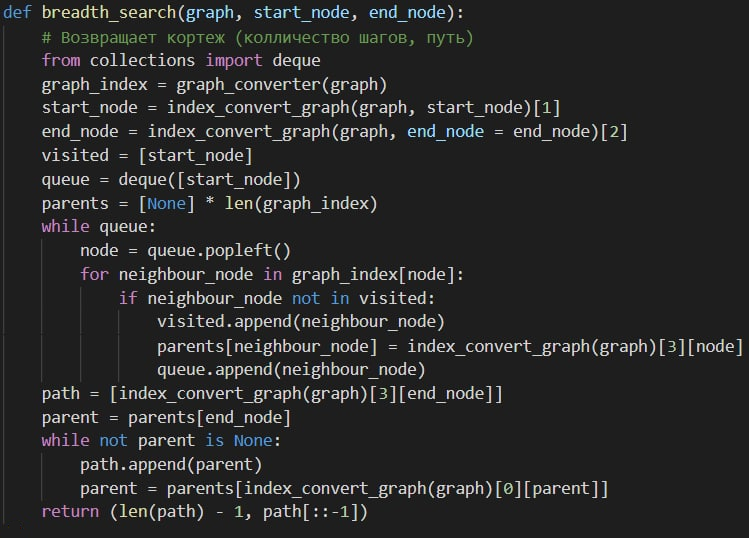 def breadth_search(graph, start_node, end_node):
    # Возвращает кортеж (колличество шагов, путь)
    from collections import deque
    graph_index = graph_converter(graph)
    start_node = index_convert_graph(graph, start_node)[1]
    end_node = index_convert_graph(graph, end_node = end_node)[2]
    visited = [start_node]
    queue = deque([start_node])
    parents = [None] * len(graph_index)
    while queue:
        node = queue.popleft()
        for neighbour_node in graph_index[node]:
            if neighbour_node not in visited:
                visited.append(neighbour_node)
                parents[neighbour_node] = index_convert_graph(graph)[3][node]
                queue.append(neighbour_node)
    path = [index_convert_graph(graph)[3][end_node]]
    parent = parents[end_node]
    while not parent is None:
        path.append(parent)
        parent = parents[index_convert_graph(graph)[0][parent]]
    return (len(path) - 1, path[::-1])